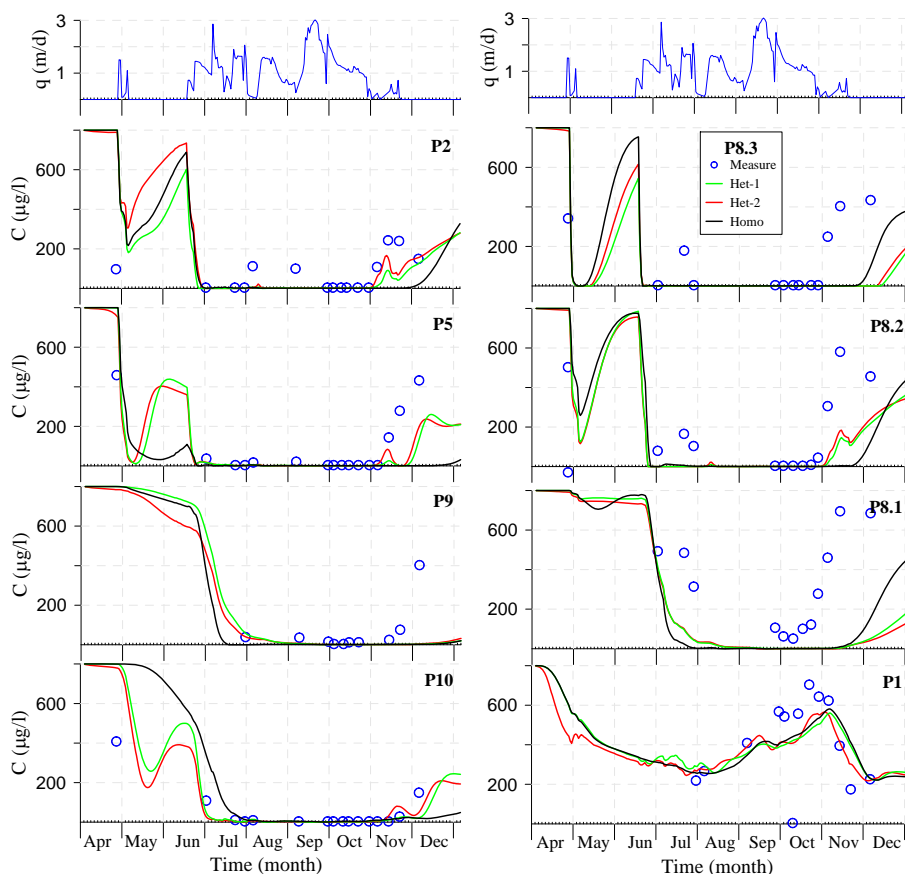 3
1
q (m/d)
P2
600
200
C (µg/l)
P5
600
200
C (µg/l)
P9
600
200
C (µg/l)
P10
600
200
C (µg/l)
Apr May Jun Jul Aug Sep Oct Nov Dec
Time (month)
3
1
q (m/d)
P8.3
Measure
Het-1
Het-2
Homo
600
200
P8.2
600
200
P8.1
600
200
P1
600
200
Apr May Jun Jul Aug Sep Oct Nov Dec
Time (month)